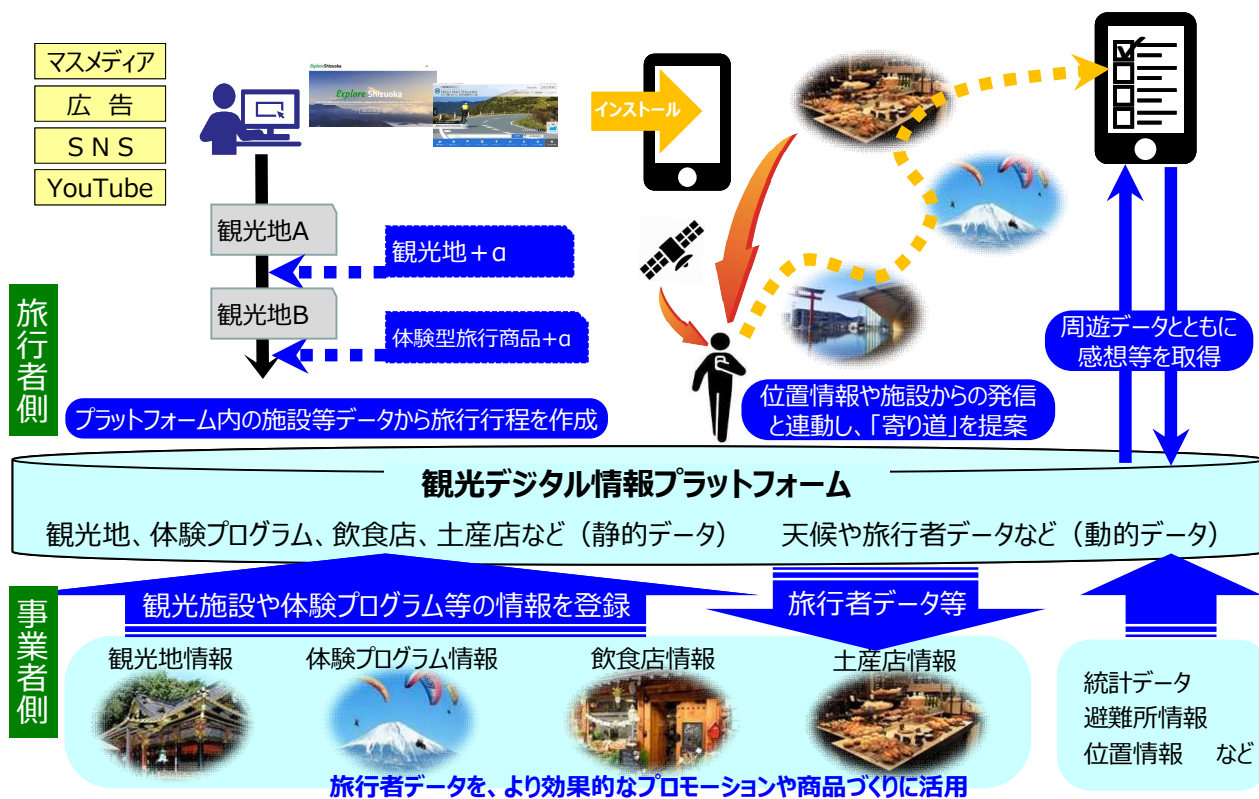 マスメディア
広 告
S N S
YouTube
ExploreShizuoka
Explore Shizuoka
インストール
観光地A
観光地+α
観光地B
体験型旅行商品+α
旅行者側
プラットフォーム内の施設等データから旅行行程を作成
位置情報や施設からの発信
と連動し、「寄り道」を提案
周遊データとともに
感想等を取得
観光デジタル情報プラットフォーム
観光地、体験プログラム、飲食店、土産店など（静的データ）
天候や旅行者データなど（動的データ）
事業者側
観光施設や体験プログラム等の情報を登録
旅行者データ等
観光地情報
体験プログラム情報
飲食店情報
土産店情報
統計データ
避難所情報
位置情報 など
旅行者データを、より効果的なプロモーションや商品づくりに活用